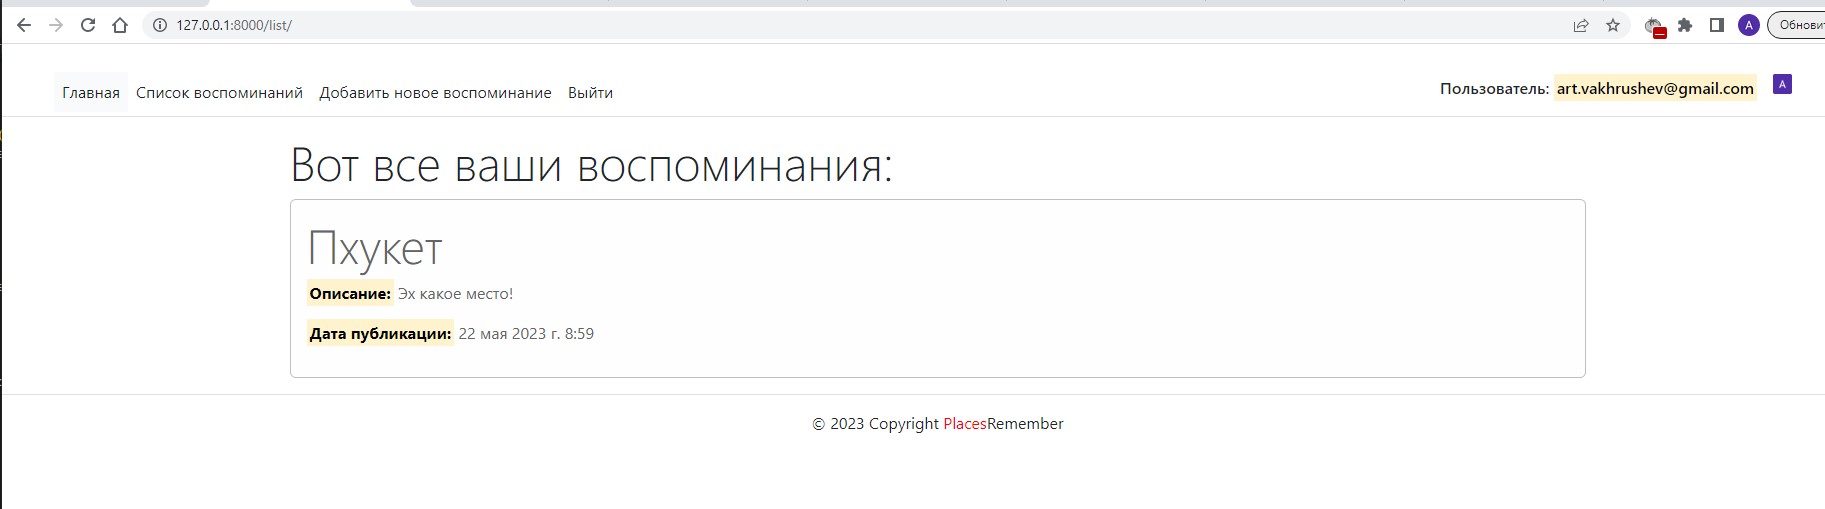 127.0.0.1:8000/list/
A
Обновит
Главная Список воспоминаний Добавить новое воспоминание Выйти
Пользователь: art.vakhrushev@gmail.com A
Вот все ваши воспоминания:
Пхукет
Описание: Эх какое место!
Дата публикации: 22 мая 2023 г. 8:59
© 2023 Copyright PlacesRemember